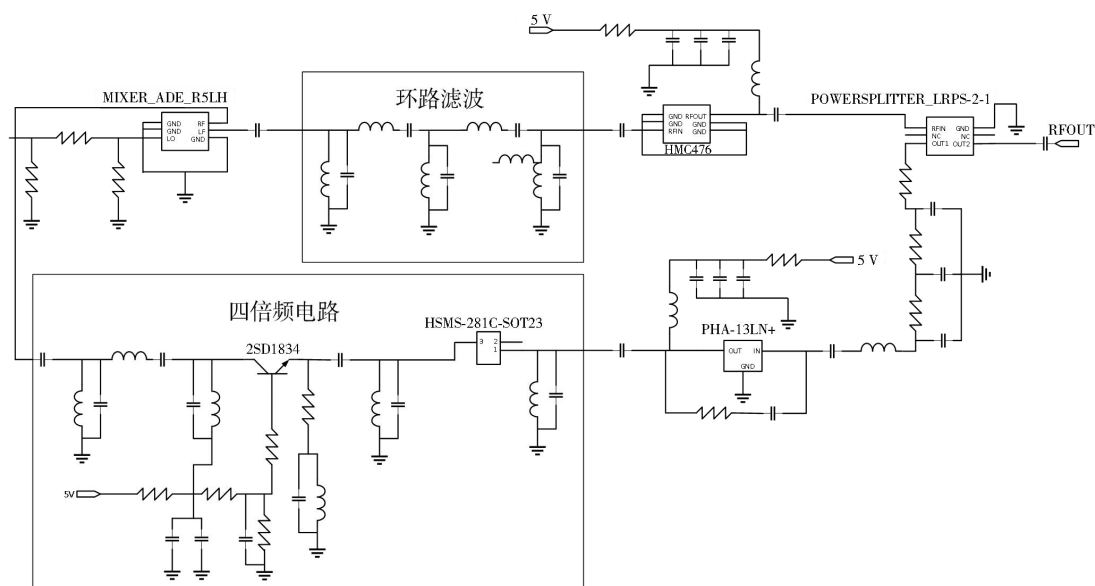 5 V
环路滤波
MIXER_ADE_R5LH
GND RF
GND LF
LO GND
GND RFOUT
GND GND
RFIN GND
HMC476
POWERSPLITTER_LRPS-2-1
RFIN GND
NC NC
OUT1 OUT2
RFOUT
5 V
四倍频电路
HSMS-281C-SOT23
3 2
1
2SD1834
PHA-13LN+
OUT IN
GND
5V